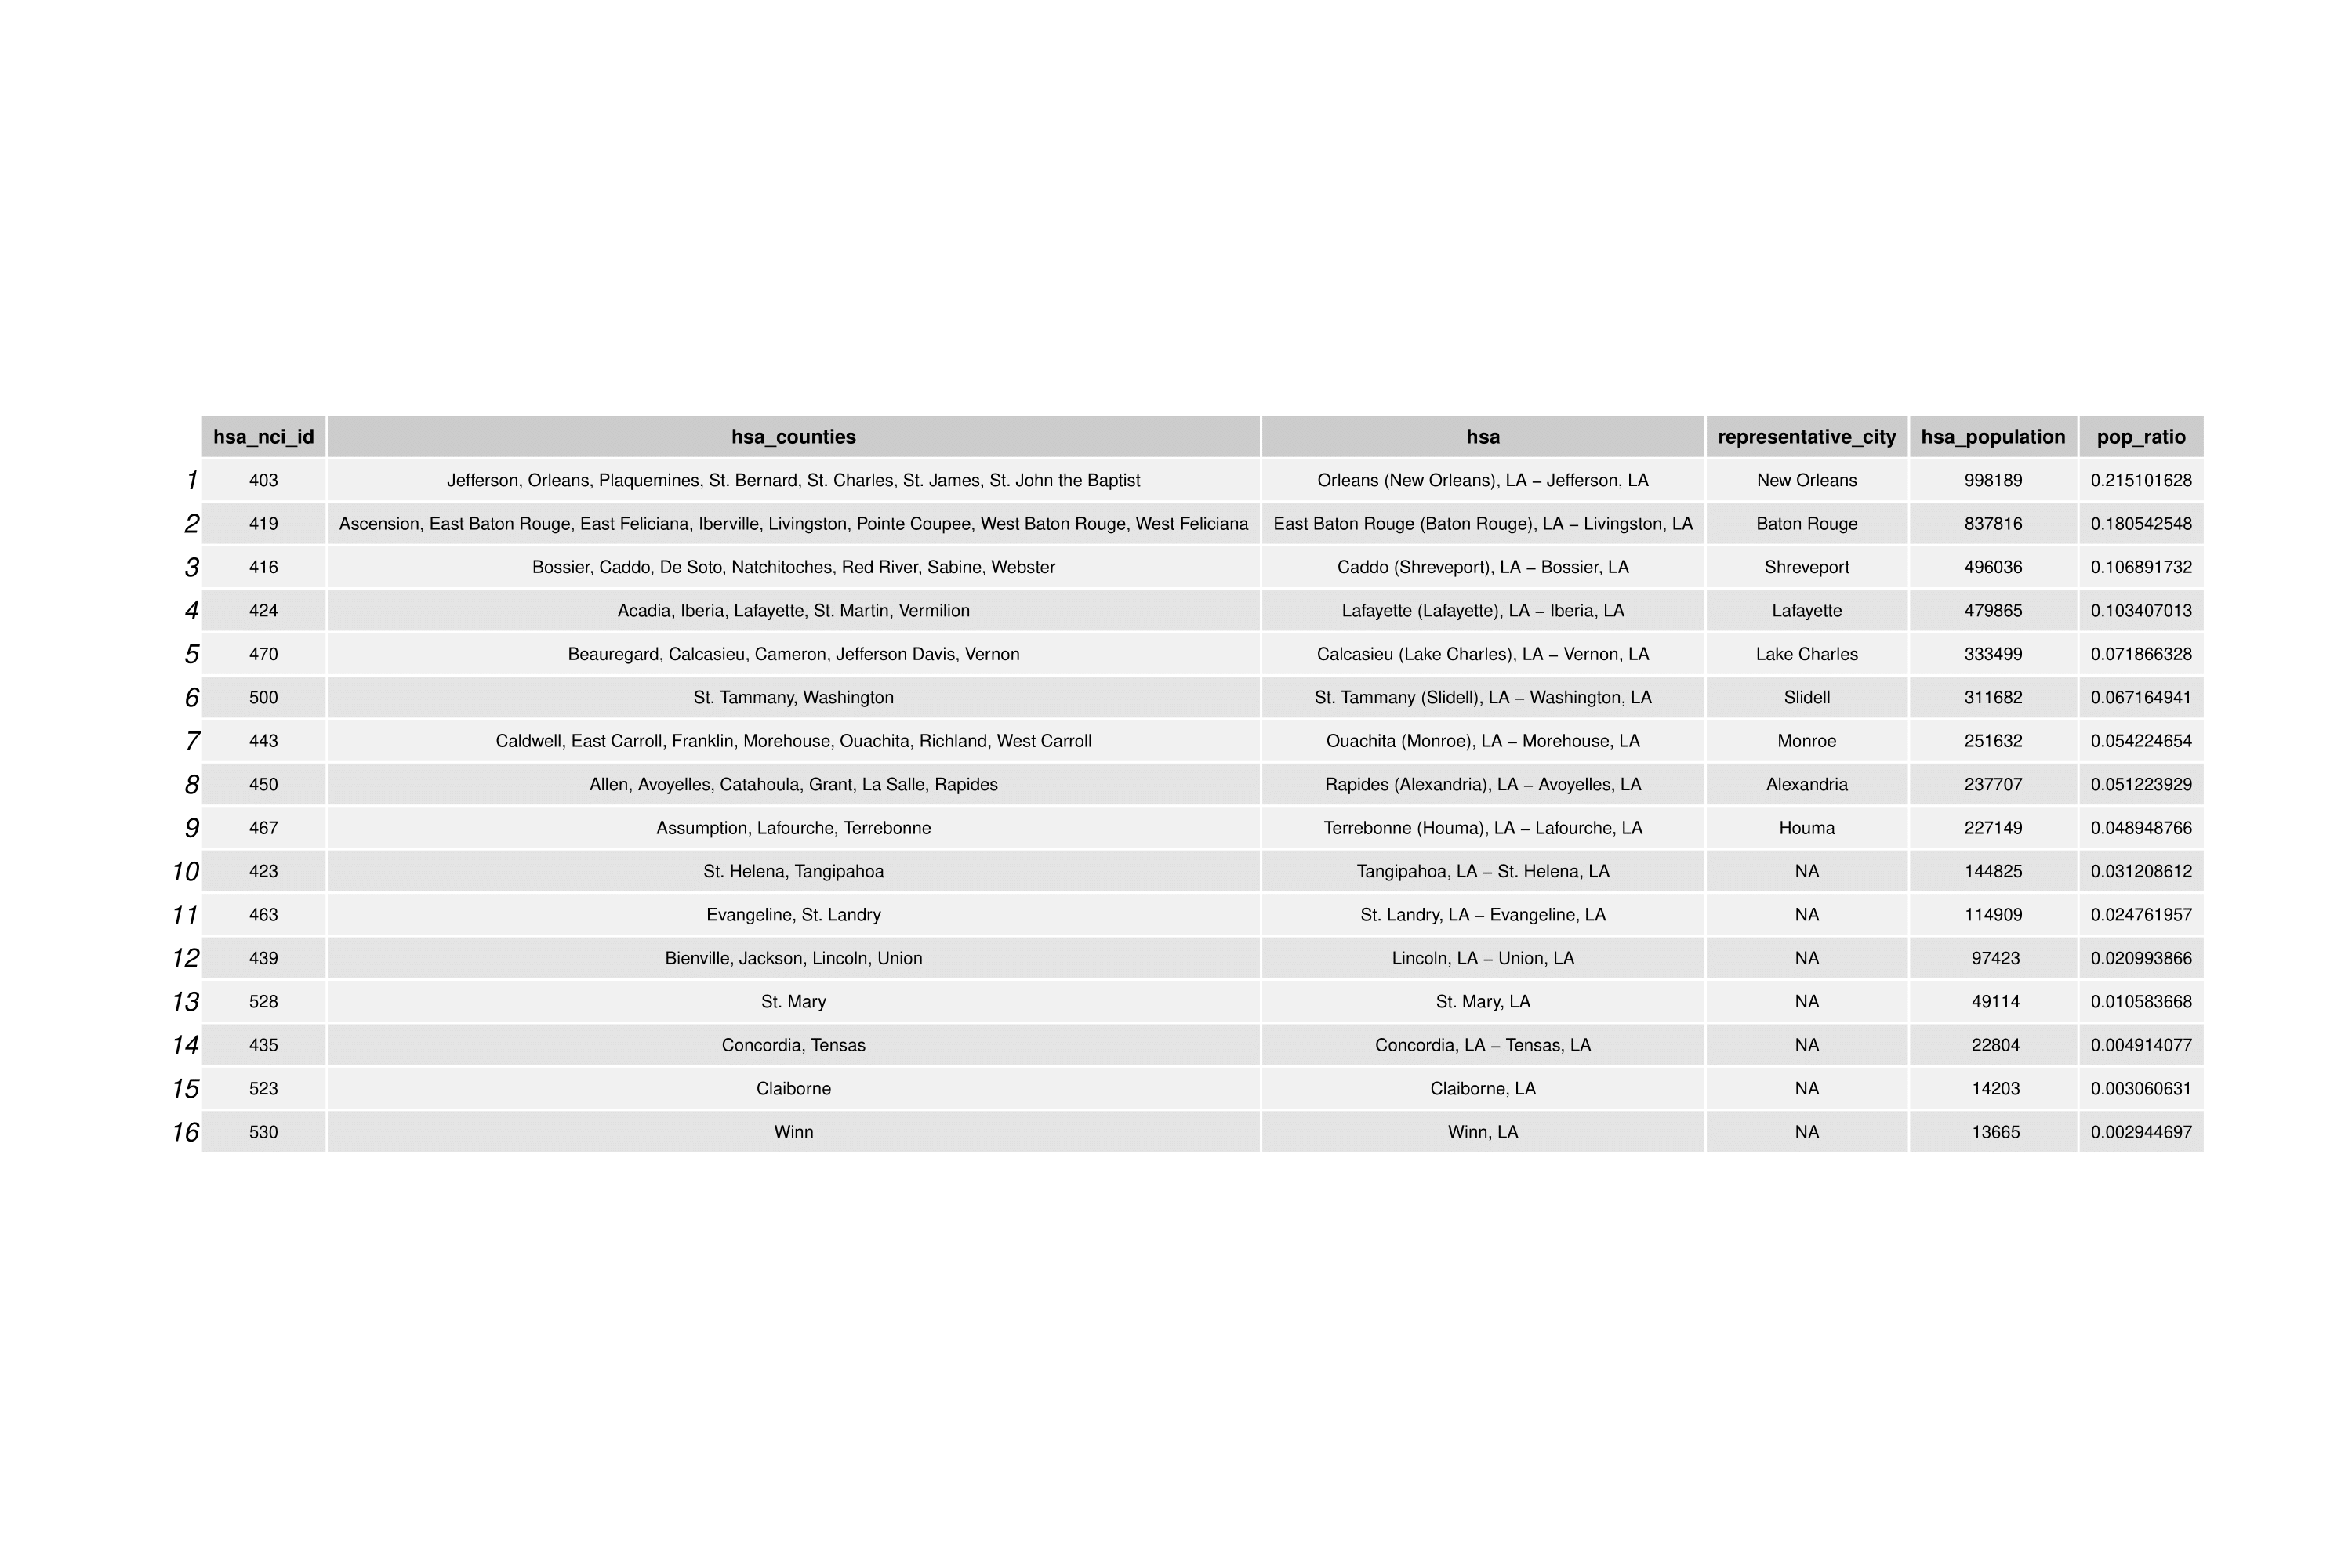 hsa_nci_id hsa_counties hsa representative_city hsa_population pop_ratio
1 403 Jefferson, Orleans, Plaquemines, St. Bernard, St. Charles, St. James, St. John the Baptist Orleans (New Orleans), LA – Jefferson, LA New Orleans 998189 0.215101628
2 419 Ascension, East Baton Rouge, East Feliciana, Iberville, Livingston, Pointe Coupee, West Baton Rouge, West Feliciana East Baton Rouge (Baton Rouge), LA – Livingston, LA Baton Rouge 837816 0.180542548
3 416 Bossier, Caddo, De Soto, Natchitoches, Red River, Sabine, Webster Caddo (Shreveport), LA – Bossier, LA Shreveport 496036 0.106891732
4 424 Acadia, Iberia, Lafayette, St. Martin, Vermilion Lafayette (Lafayette), LA – Iberia, LA Lafayette 479865 0.103407013
5 470 Beauregard, Calcasieu, Cameron, Jefferson Davis, Vernon Calcasieu (Lake Charles), LA – Vernon, LA Lake Charles 333499 0.071866328
6 500 St. Tammany, Washington St. Tammany (Slidell), LA – Washington, LA Slidell 311682 0.067164941
7 443 Caldwell, East Carroll, Franklin, Morehouse, Ouachita, Richland, West Carroll Ouachita (Monroe), LA – Morehouse, LA Monroe 251632 0.054224654
8 450 Allen, Avoyelles, Catahoula, Grant, La Salle, Rapides Rapides (Alexandria), LA – Avoyelles, LA Alexandria 237707 0.051223929
9 467 Assumption, Lafourche, Terrebonne Terrebonne (Houma), LA – Lafourche, LA Houma 227149 0.048948766
10 423 St. Helena, Tangipahoa Tangipahoa, LA – St. Helena, LA NA 144825 0.031208612
11 463 Evangeline, St. Landry St. Landry, LA – Evangeline, LA NA 114909 0.024761957
12 439 Bienville, Jackson, Lincoln, Union Lincoln, LA – Union, LA NA 97423 0.020993866
13 528 St. Mary St. Mary, LA NA 49114 0.010583668
14 435 Concordia, Tensas Concordia, LA – Tensas, LA NA 22804 0.004914077
15 523 Claiborne Claiborne, LA NA 14203 0.003060631
16 530 Winn Winn, LA NA 13665 0.002944697